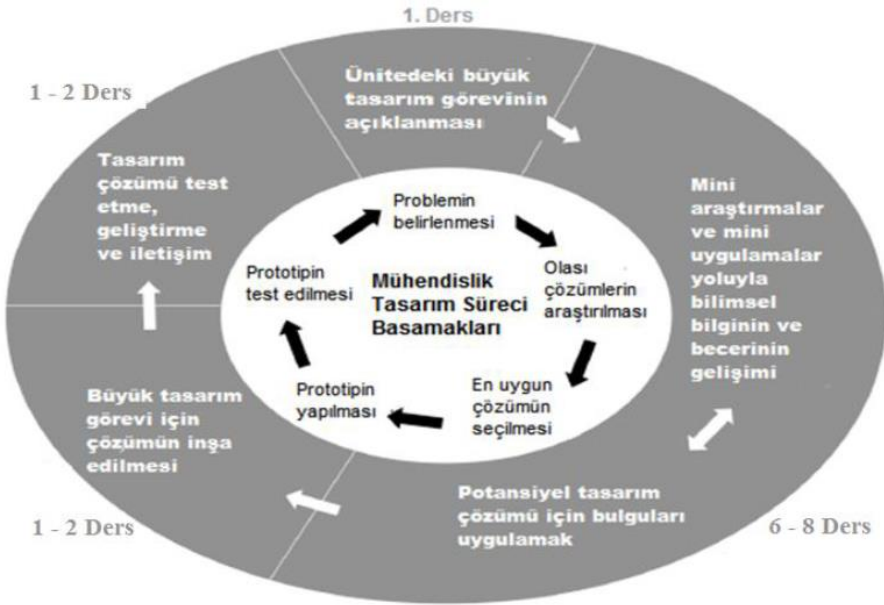 1. Ders
Ünitedeki büyük
tasarım görevinin
açıklanması
1 - 2 Ders
Tasarım
çözümü test
etme,
geliştirme
ve iletişim
Mini
araştırmalar
ve mini
uygulamalar
yoluyla
bilimsel
bilginin ve
becerinin
gelişimi
Problemin
belirlenmesi
Olası
çözümlerin
araştırılması
Prototipin
test edilmesi
Mühendislik
Tasarım Süreci
Basamakları
En uygun
çözümün
seçilmesi
Prototipin
yapılması
Büyük tasarım
görevi için
çözümün inşa
edilmesi
Potansiyel tasarım
çözümü için bulguları
uygulamak
1 - 2 Ders
6 - 8 Ders